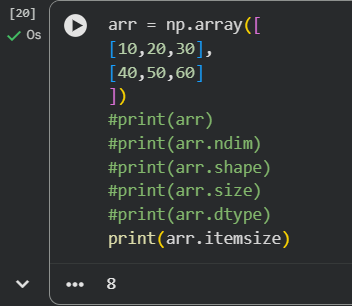 [20]
0s
arr = np.array([
[10,20,30],
[40,50,60]
])
#print(arr)
#print(arr.ndim)
#print(arr.shape)
#print(arr.size)
#print(arr.dtype)
print(arr.itemsize)
8